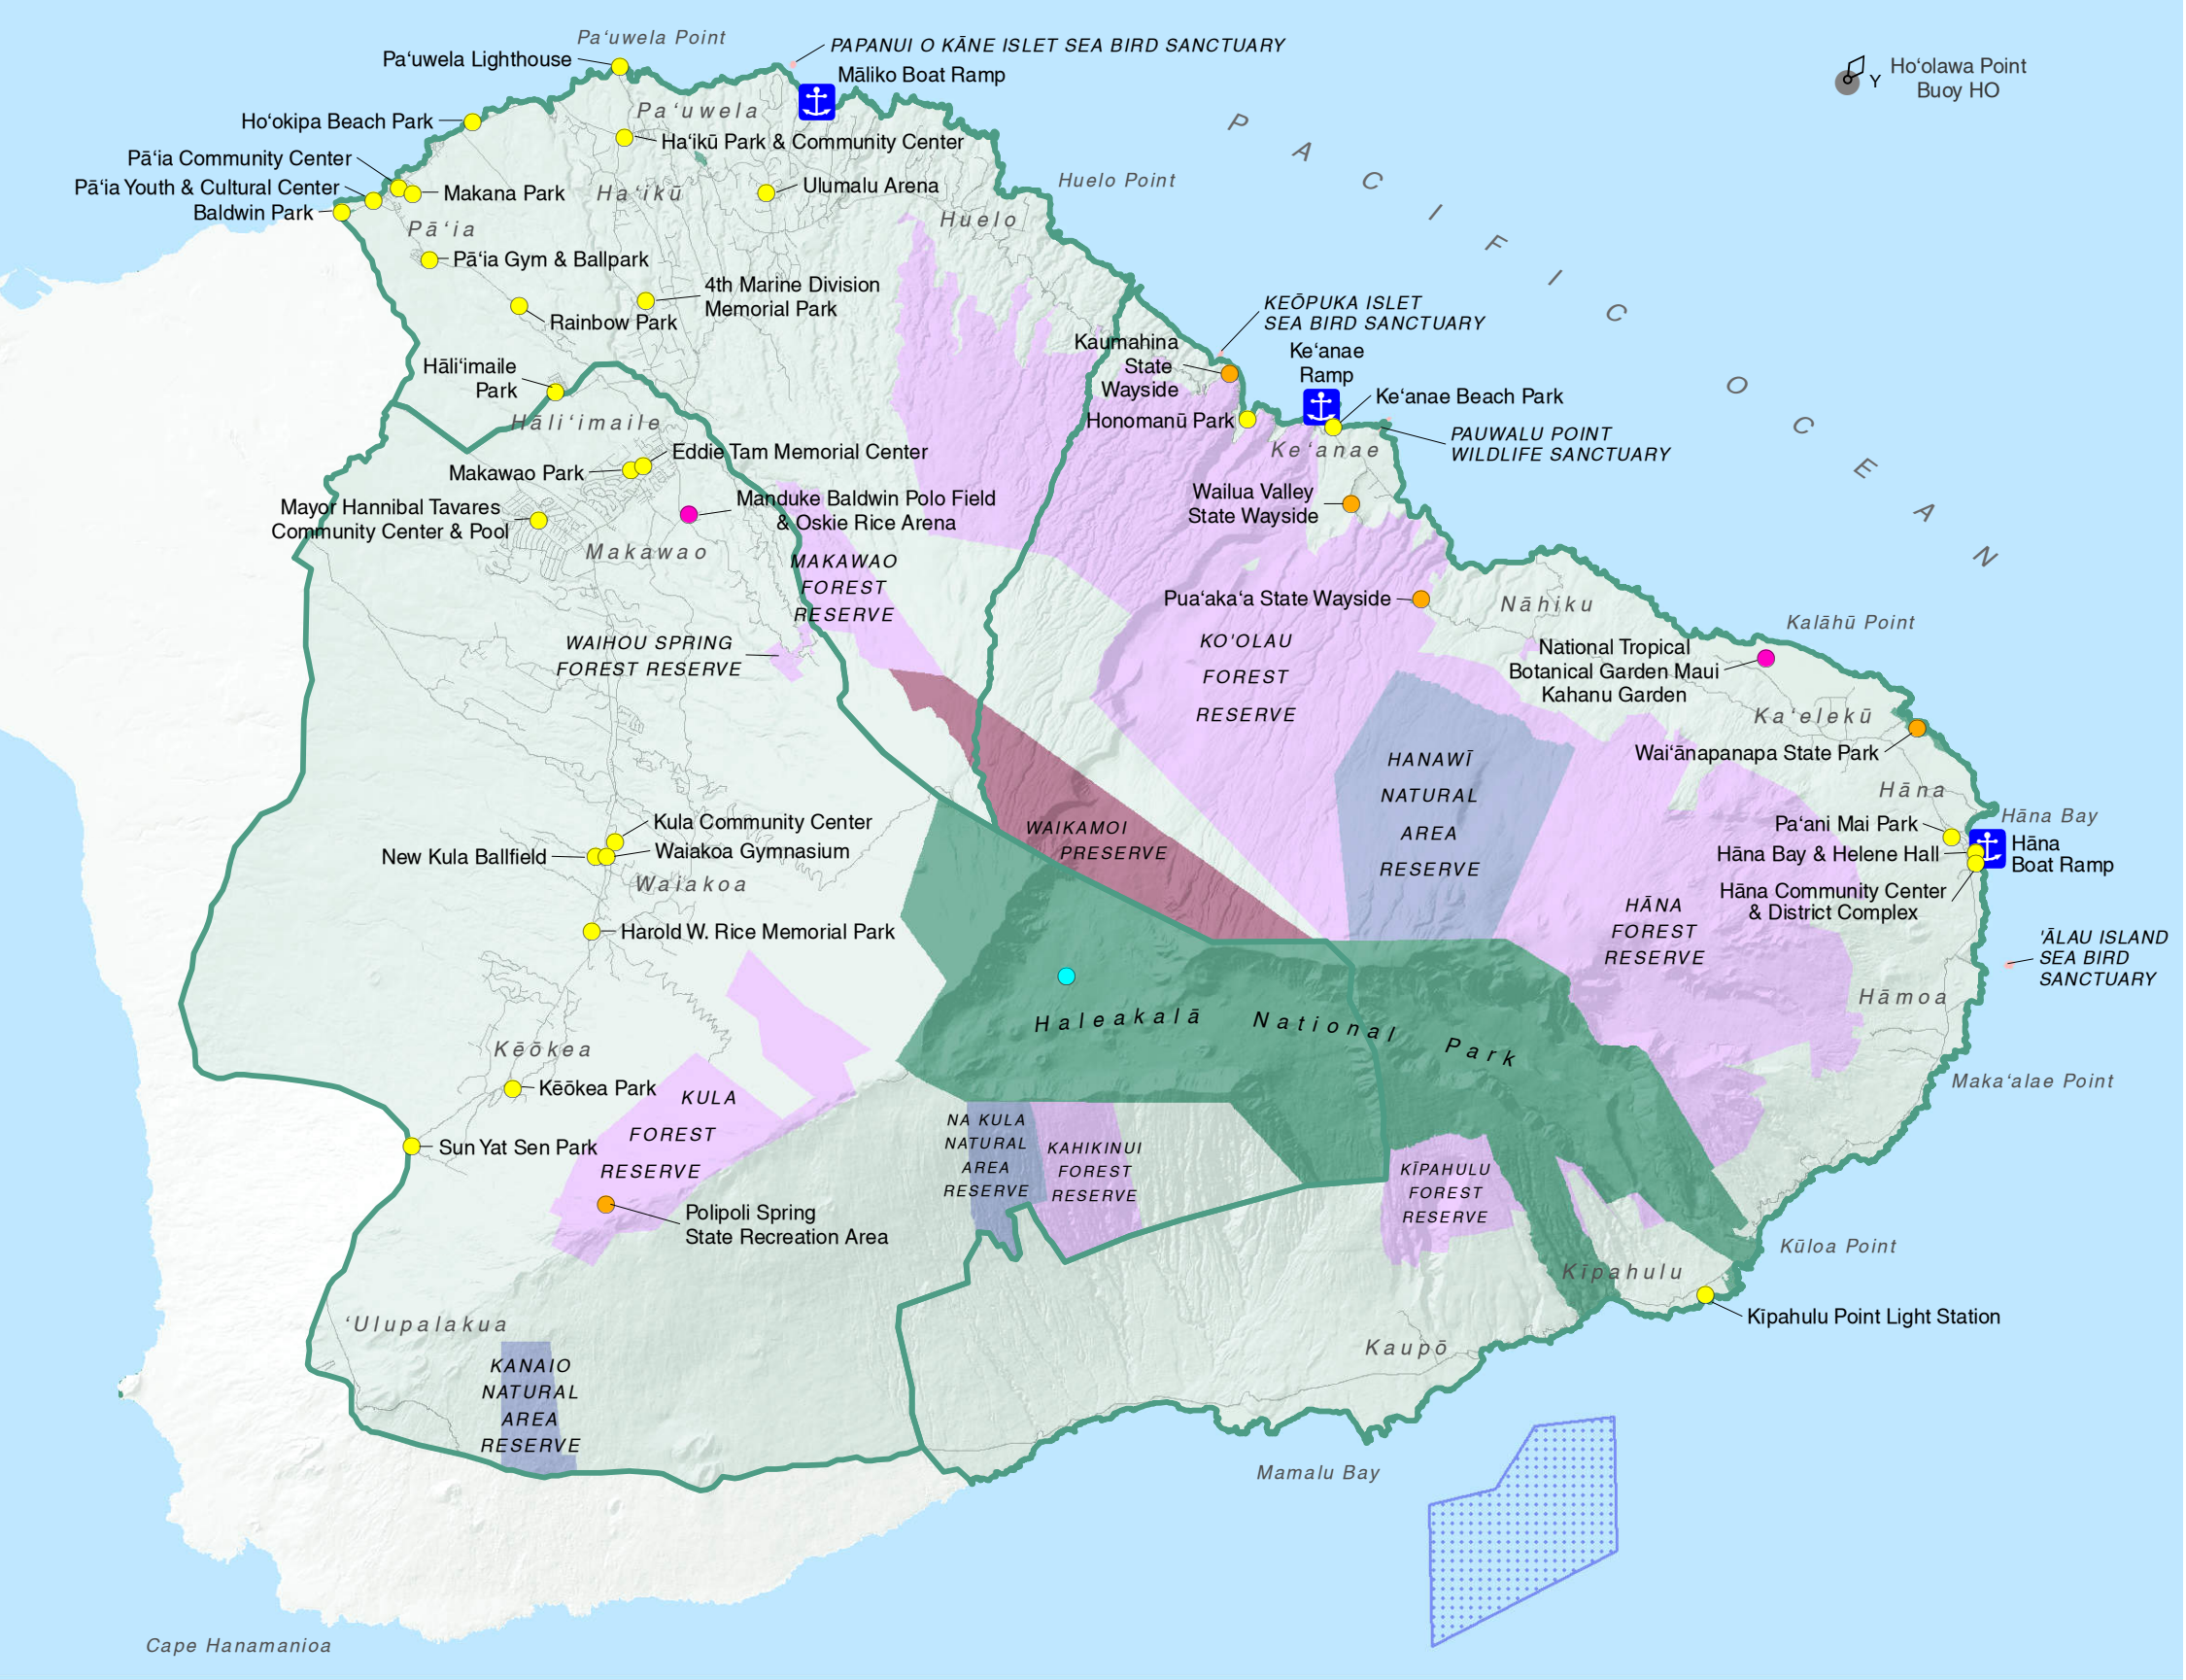 Pa‘uwela Point
Pa‘uwela Lighthouse
PAPANUI O KĀNE ISLET SEA BIRD SANCTUARY
Māliko Boat Ramp
Ho‘olawa Point
Buoy HO
Y
Pa‘uwela
Ho‘okipa Beach Park
Ha‘ikū Park & Community Center
PACIFIC OCEAN
Pā‘ia Community Center
Pā‘ia Youth & Cultural Center
Baldwin Park
Makana Park
Ha‘ikū
Ulumalu Arena
Huelo Point
Huelo
Pā‘ia
Pā‘ia Gym & Ballpark
4th Marine Division
Memorial Park
Rainbow Park
KEŌPUKA ISLET
SEA BIRD SANCTUARY
Kaumahina
State
Wayside
Ke‘anae
Ramp
Ke‘anae Beach Park
Hāli‘imaile
Park
Hāli‘imaile
Honomanū Park
PAUWALU POINT
WILDLIFE SANCTUARY
Ke‘anae
Eddie Tam Memorial Center
Makawao Park
Manduke Baldwin Polo Field
& Oskie Rice Arena
Wailua Valley
State Wayside
Mayor Hannibal Tavares
Community Center & Pool
Makawao
MAKAWAO
FOREST
RESERVE
Pua‘aka‘a State Wayside
Nāhiku
Kalāhū Point
WAIHOU SPRING
FOREST RESERVE
KO'OLAU
FOREST
RESERVE
National Tropical
Botanical Garden Maui
Kahanu Garden
Ka‘elekū
Wai‘ānapanapa State Park
HANAWĪ
NATURAL
AREA
RESERVE
Hāna
Hāna Bay
Kula Community Center
New Kula Ballfield
Waiakoa Gymnasium
Waiakoa
WAIKAMOI
PRESERVE
Pa‘ani Mai Park
Hāna Bay & Helene Hall
Hāna
Boat Ramp
Hāna Community Center
& District Complex
HĀNA
FOREST
RESERVE
Harold W. Rice Memorial Park
'ĀLAU ISLAND
SEA BIRD
SANCTUARY
Haleakalā National Park
Hāmoa
Kēōkea
Kēōkea Park
Maka‘alae Point
KULA
FOREST
RESERVE
NA KULA
NATURAL
AREA
RESERVE
KAHIKINUI
FOREST
RESERVE
Sun Yat Sen Park
KĪPAHULU
FOREST
RESERVE
Polipoli Spring
State Recreation Area
Kūloa Point
Kīpahulu
Kīpahulu Point Light Station
‘Ulupalakua
Kaupō
KANAIO
NATURAL
AREA
RESERVE
Mamalu Bay
Cape Hanamanioa